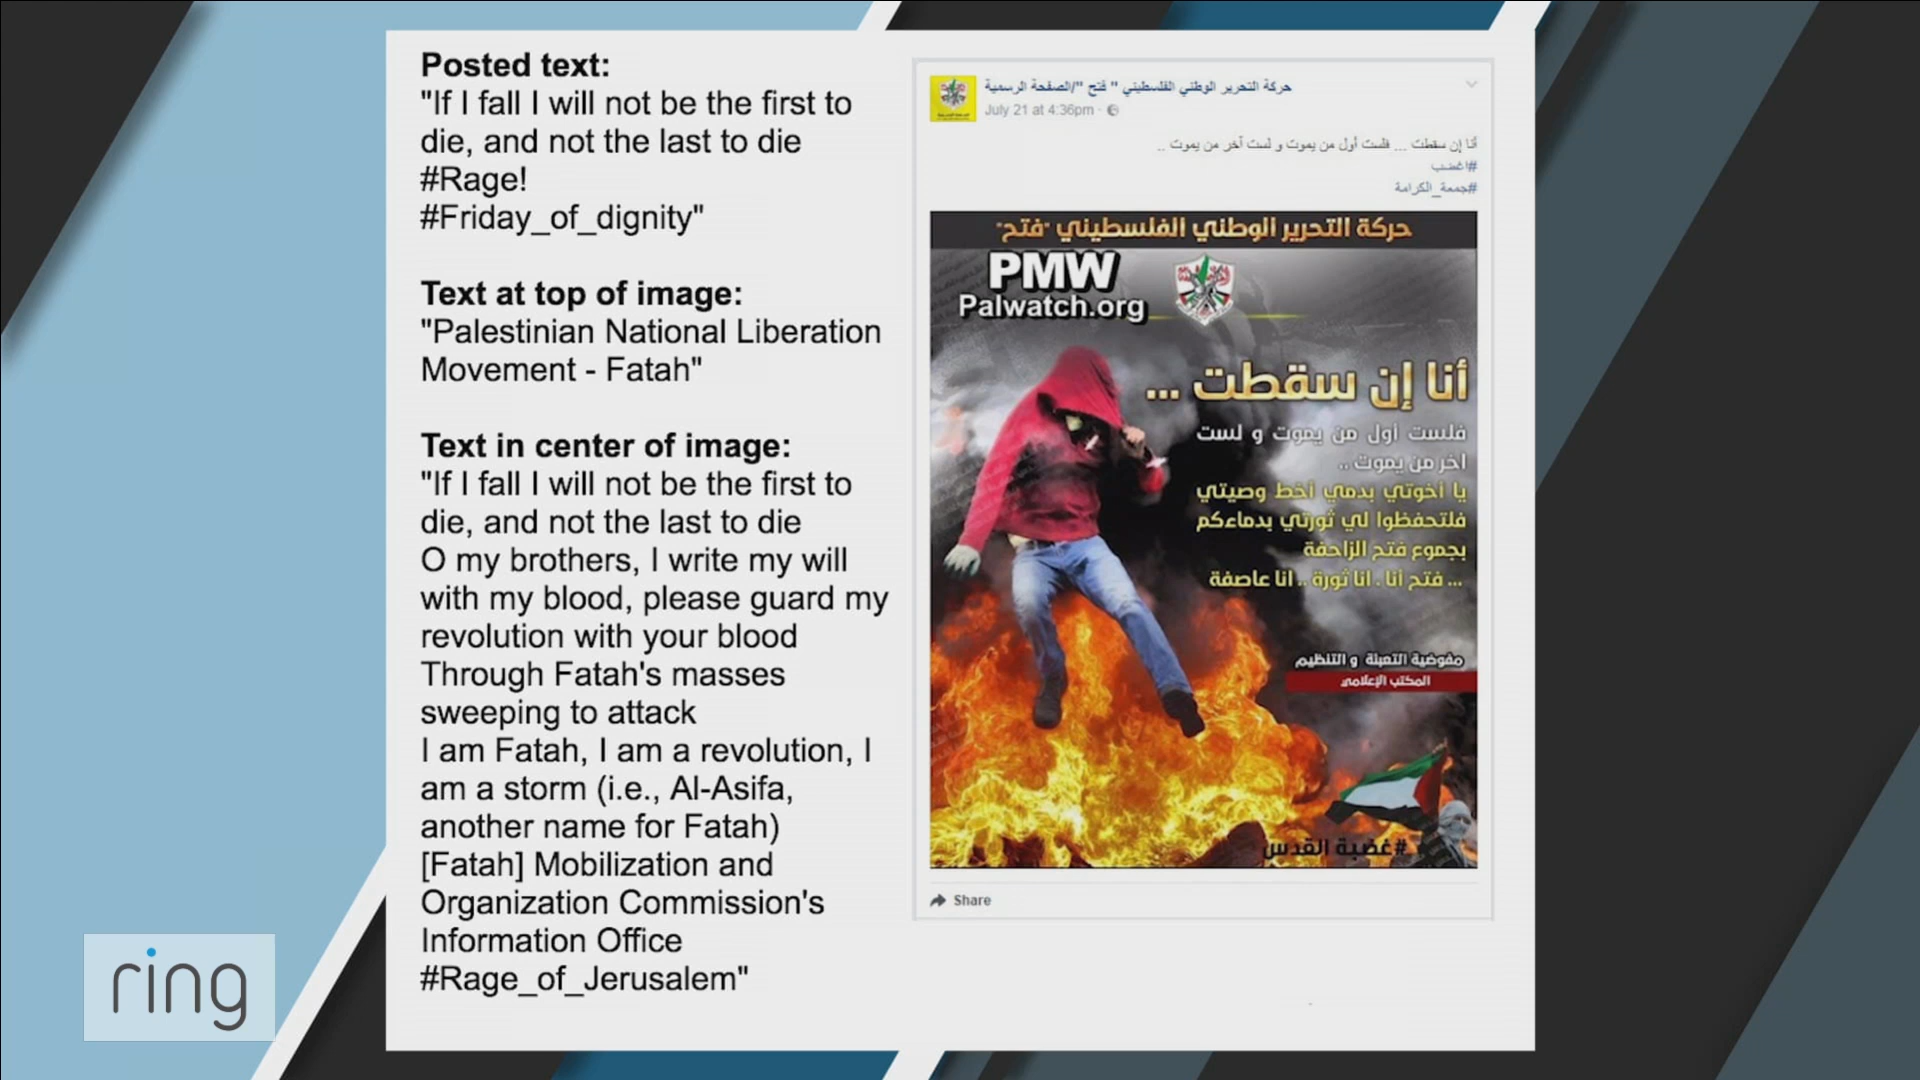 Posted text:
"If I fall I will not be the first to
die, and not the last to die
#Rage!
#Friday_of_dignity"
Text at top of image:
"Palestinian National Liberation
Movement - Fatah"
Text in center of image:
"If I fall I will not be the first to
die, and not the last to die
O my brothers, I write my will
with my blood, please guard my
revolution with your blood
Through Fatah's masses
sweeping to attack
I am Fatah, I am a revolution, I
am a storm (i.e., Al-Asifa,
another name for Fatah)
[Fatah] Mobilization and
Organization Commission's
Information Office
#Rage_of_Jerusalem"
حركة التحرير الوطني الفلسطيني " فتح "/الصفحة الرسمية
July 21 at 4:36pm ·
أنا إن سقطت ... فلست أول من يموت و لست آخر من يموت ..
#اغضب
#جمعة_الكرامة
حركة التحرير الوطني الفلسطيني "فتح"
PMW
Palwatch.org
أنا إن سقطت ...
فلست أول من يموت و لست
اخر من يموت ..
يا أخوتي بدمي أخط وصيتي
فلتحفظوا لي ثورتي بدماءكم
بجموع فتح الزاحفة
فتح أنا . انا ثورة .. انا عاصفة ...
مفوضية التعبئة و التنظيم
المكتب الإعلامي
#غضبة القدس
Share
ring